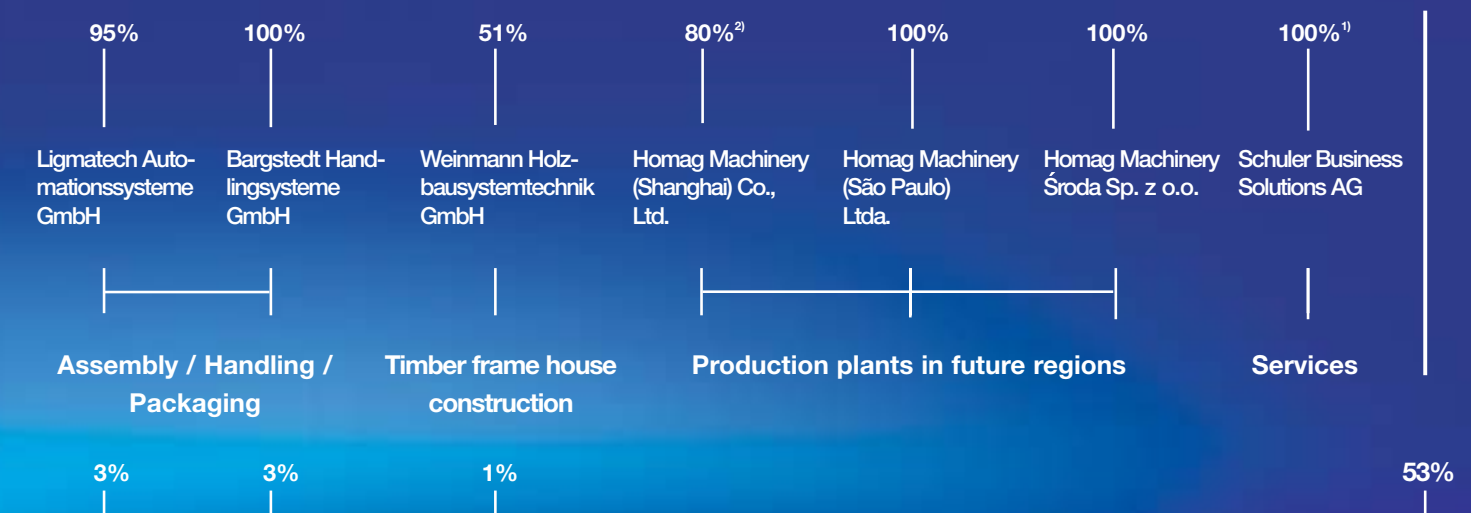 95% 100% 51% 80%²⁾ 100% 100% 100%¹⁾
Ligmatech Auto-
mationssysteme
GmbH
Bargstedt Hand-
lingsysteme
GmbH
Weinmann Holz-
bausystemtechnik
GmbH
Homag Machinery
(Shanghai) Co.,
Ltd.
Homag Machinery
(São Paulo)
Ltda.
Homag Machinery
Środa Sp. z o.o.
Schuler Business
Solutions AG
Assembly / Handling /
Packaging
Timber frame house
construction
Production plants in future regions
Services
3% 3% 1% 53%